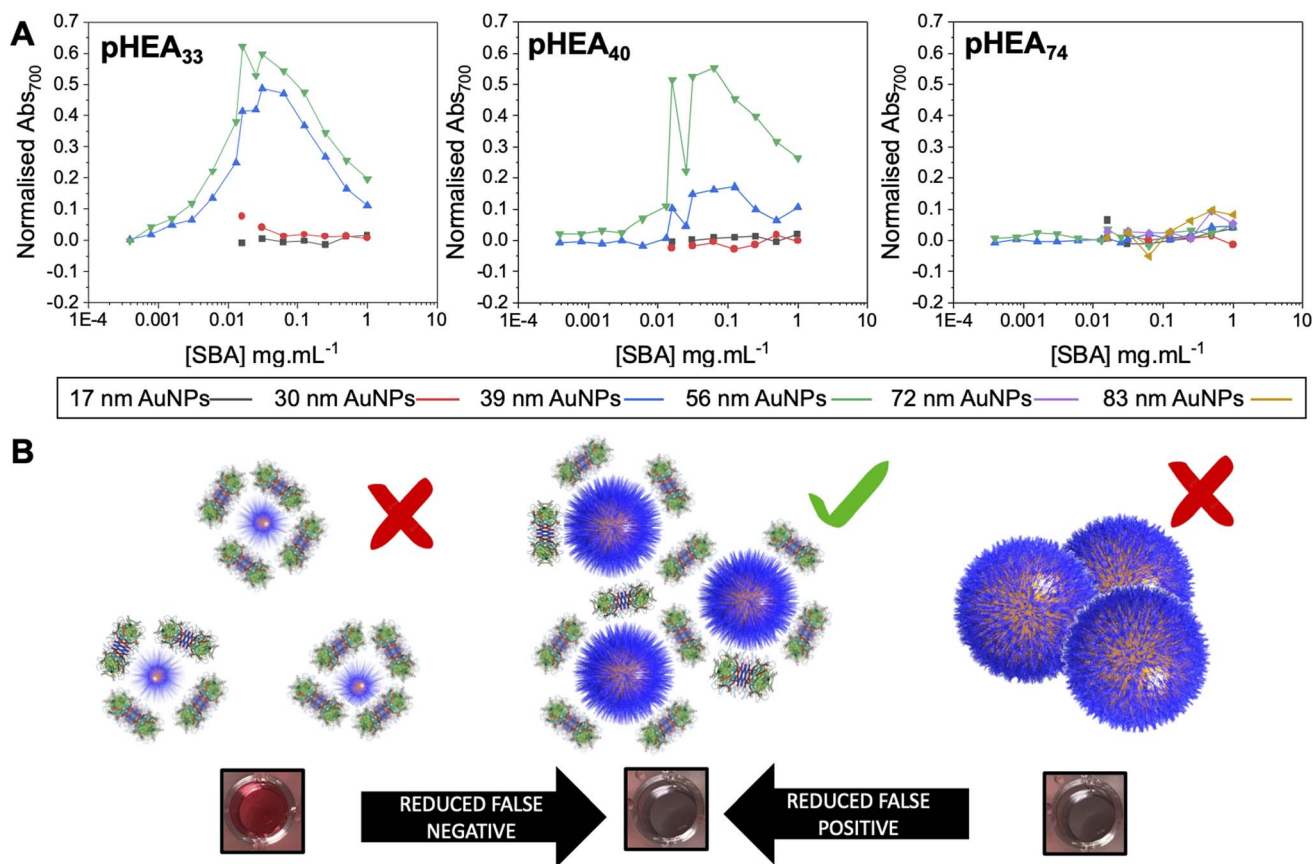 A
pHEA₃₃
Normalised Abs₇₀₀
0.7
0.6
0.5
0.4
0.3
0.2
0.1
0.0
-0.1
-0.2
1E-4 0.001 0.01 0.1 1 10
[SBA] mg.mL⁻¹
pHEA₄₀
Normalised Abs₇₀₀
0.7
0.6
0.5
0.4
0.3
0.2
0.1
0.0
-0.1
-0.2
1E-4 0.001 0.01 0.1 1 10
[SBA] mg.mL⁻¹
pHEA₇₄
Normalised Abs₇₀₀
0.7
0.6
0.5
0.4
0.3
0.2
0.1
0.0
-0.1
-0.2
1E-4 0.001 0.01 0.1 1 10
[SBA] mg.mL⁻¹
17 nm AuNPs 30 nm AuNPs 39 nm AuNPs 56 nm AuNPs 72 nm AuNPs 83 nm AuNPs
B
REDUCED FALSE
NEGATIVE
REDUCED FALSE
POSITIVE